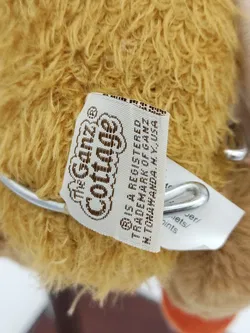 The Ganz®
Cottage
® IS A REGISTERED
TRADEMARK OF GANZ
N. TONAWANDA. N.Y., USA